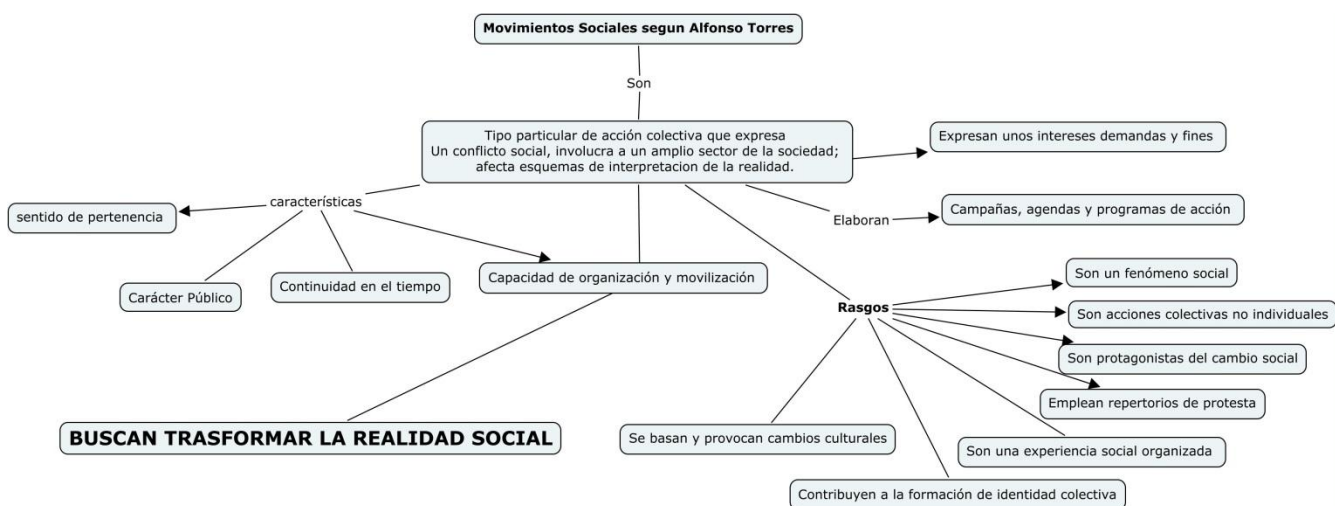 Movimientos Sociales segun Alfonso Torres
Son
Tipo particular de acción colectiva que expresa
Un conflicto social, involucra a un amplio sector de la sociedad;
afecta esquemas de interpretacion de la realidad.
Expresan unos intereses demandas y fines
características
sentido de pertenencia
Elaboran
Campañas, agendas y programas de acción
Carácter Público
Continuidad en el tiempo
Capacidad de organización y movilización
Son un fenómeno social
Rasgos
Son acciones colectivas no individuales
Son protagonistas del cambio social
Emplean repertorios de protesta
BUSCAN TRASFORMAR LA REALIDAD SOCIAL
Se basan y provocan cambios culturales
Son una experiencia social organizada
Contribuyen a la formación de identidad colectiva